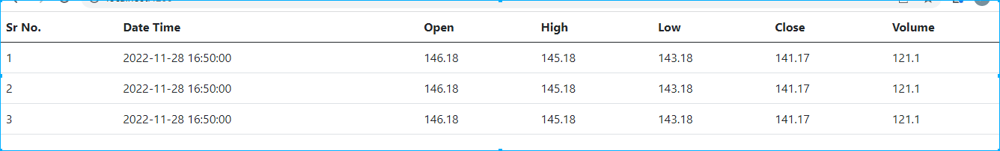 Sr No. Date Time Open High Low Close Volume
1 2022-11-28 16:50:00 146.18 145.18 143.18 141.17 121.1
2 2022-11-28 16:50:00 146.18 145.18 143.18 141.17 121.1
3 2022-11-28 16:50:00 146.18 145.18 143.18 141.17 121.1